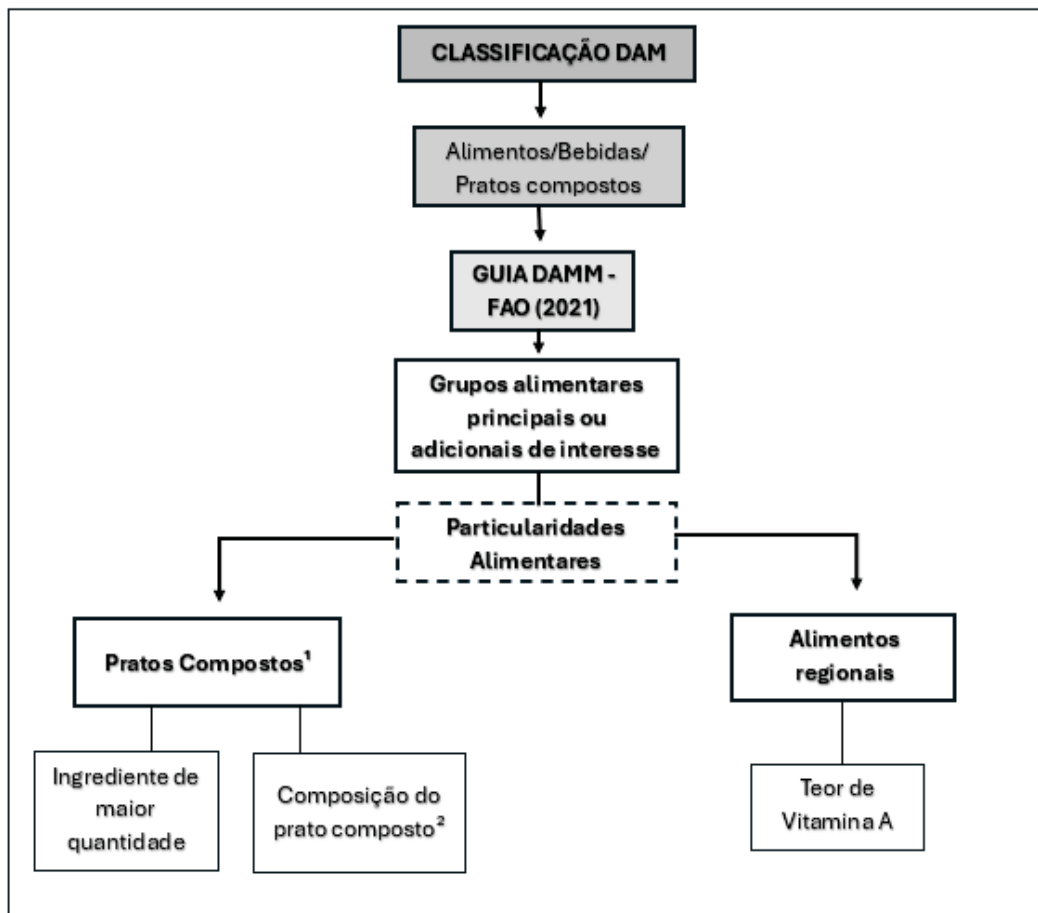 CLASSIFICAÇÃO DAM
Alimentos/Bebidas/
Pratos compostos
GUIA DAMM -
FAO (2021)
Grupos alimentares
principais ou
adicionais de interesse
Particularidades
Alimentares
Pratos Compostos¹
Alimentos
regionais
Ingrediente de
maior
quantidade
Composição do
prato composto²
Teor de
Vitamina A